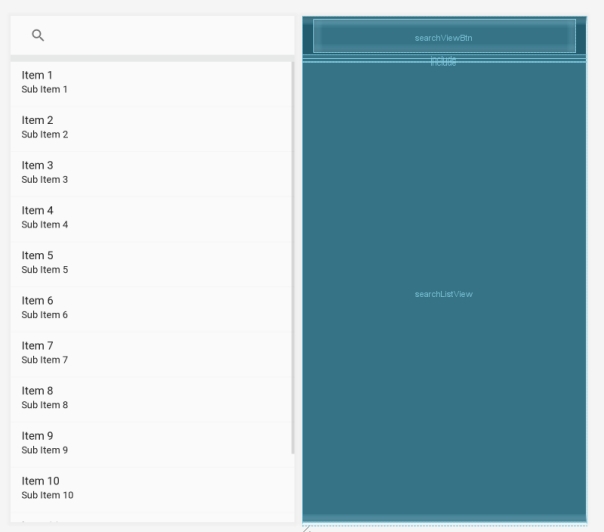 Item 1
Sub Item 1
Item 2
Sub Item 2
Item 3
Sub Item 3
Item 4
Sub Item 4
Item 5
Sub Item 5
Item 6
Sub Item 6
Item 7
Sub Item 7
Item 8
Sub Item 8
Item 9
Sub Item 9
Item 10
Sub Item 10
searchViewBtn
include
searchListView